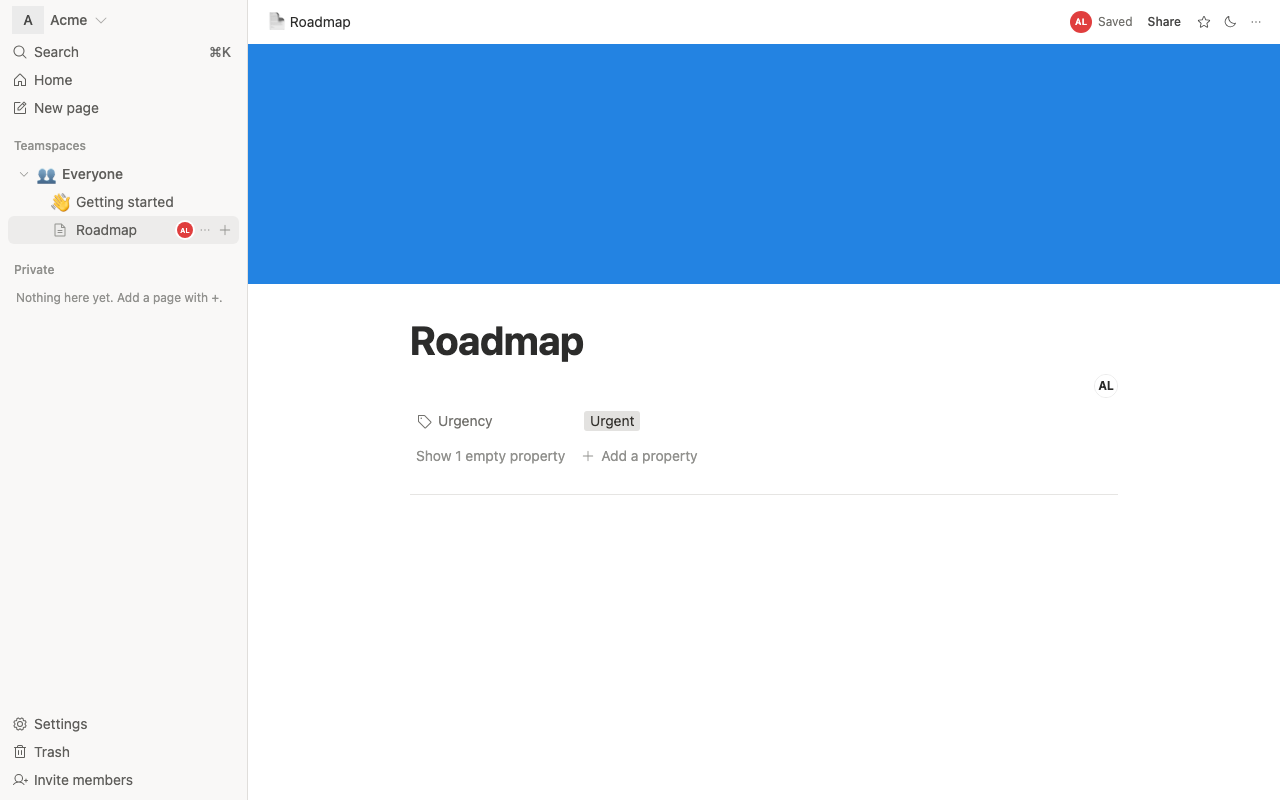 A Acme
Search ⌘K
Home
New page
Teamspaces
Everyone
Getting started
Roadmap AL
Private
Nothing here yet. Add a page with +.
Settings
Trash
Invite members
Roadmap
AL Saved Share
Roadmap
AL
Urgency Urgent
Show 1 empty property Add a property